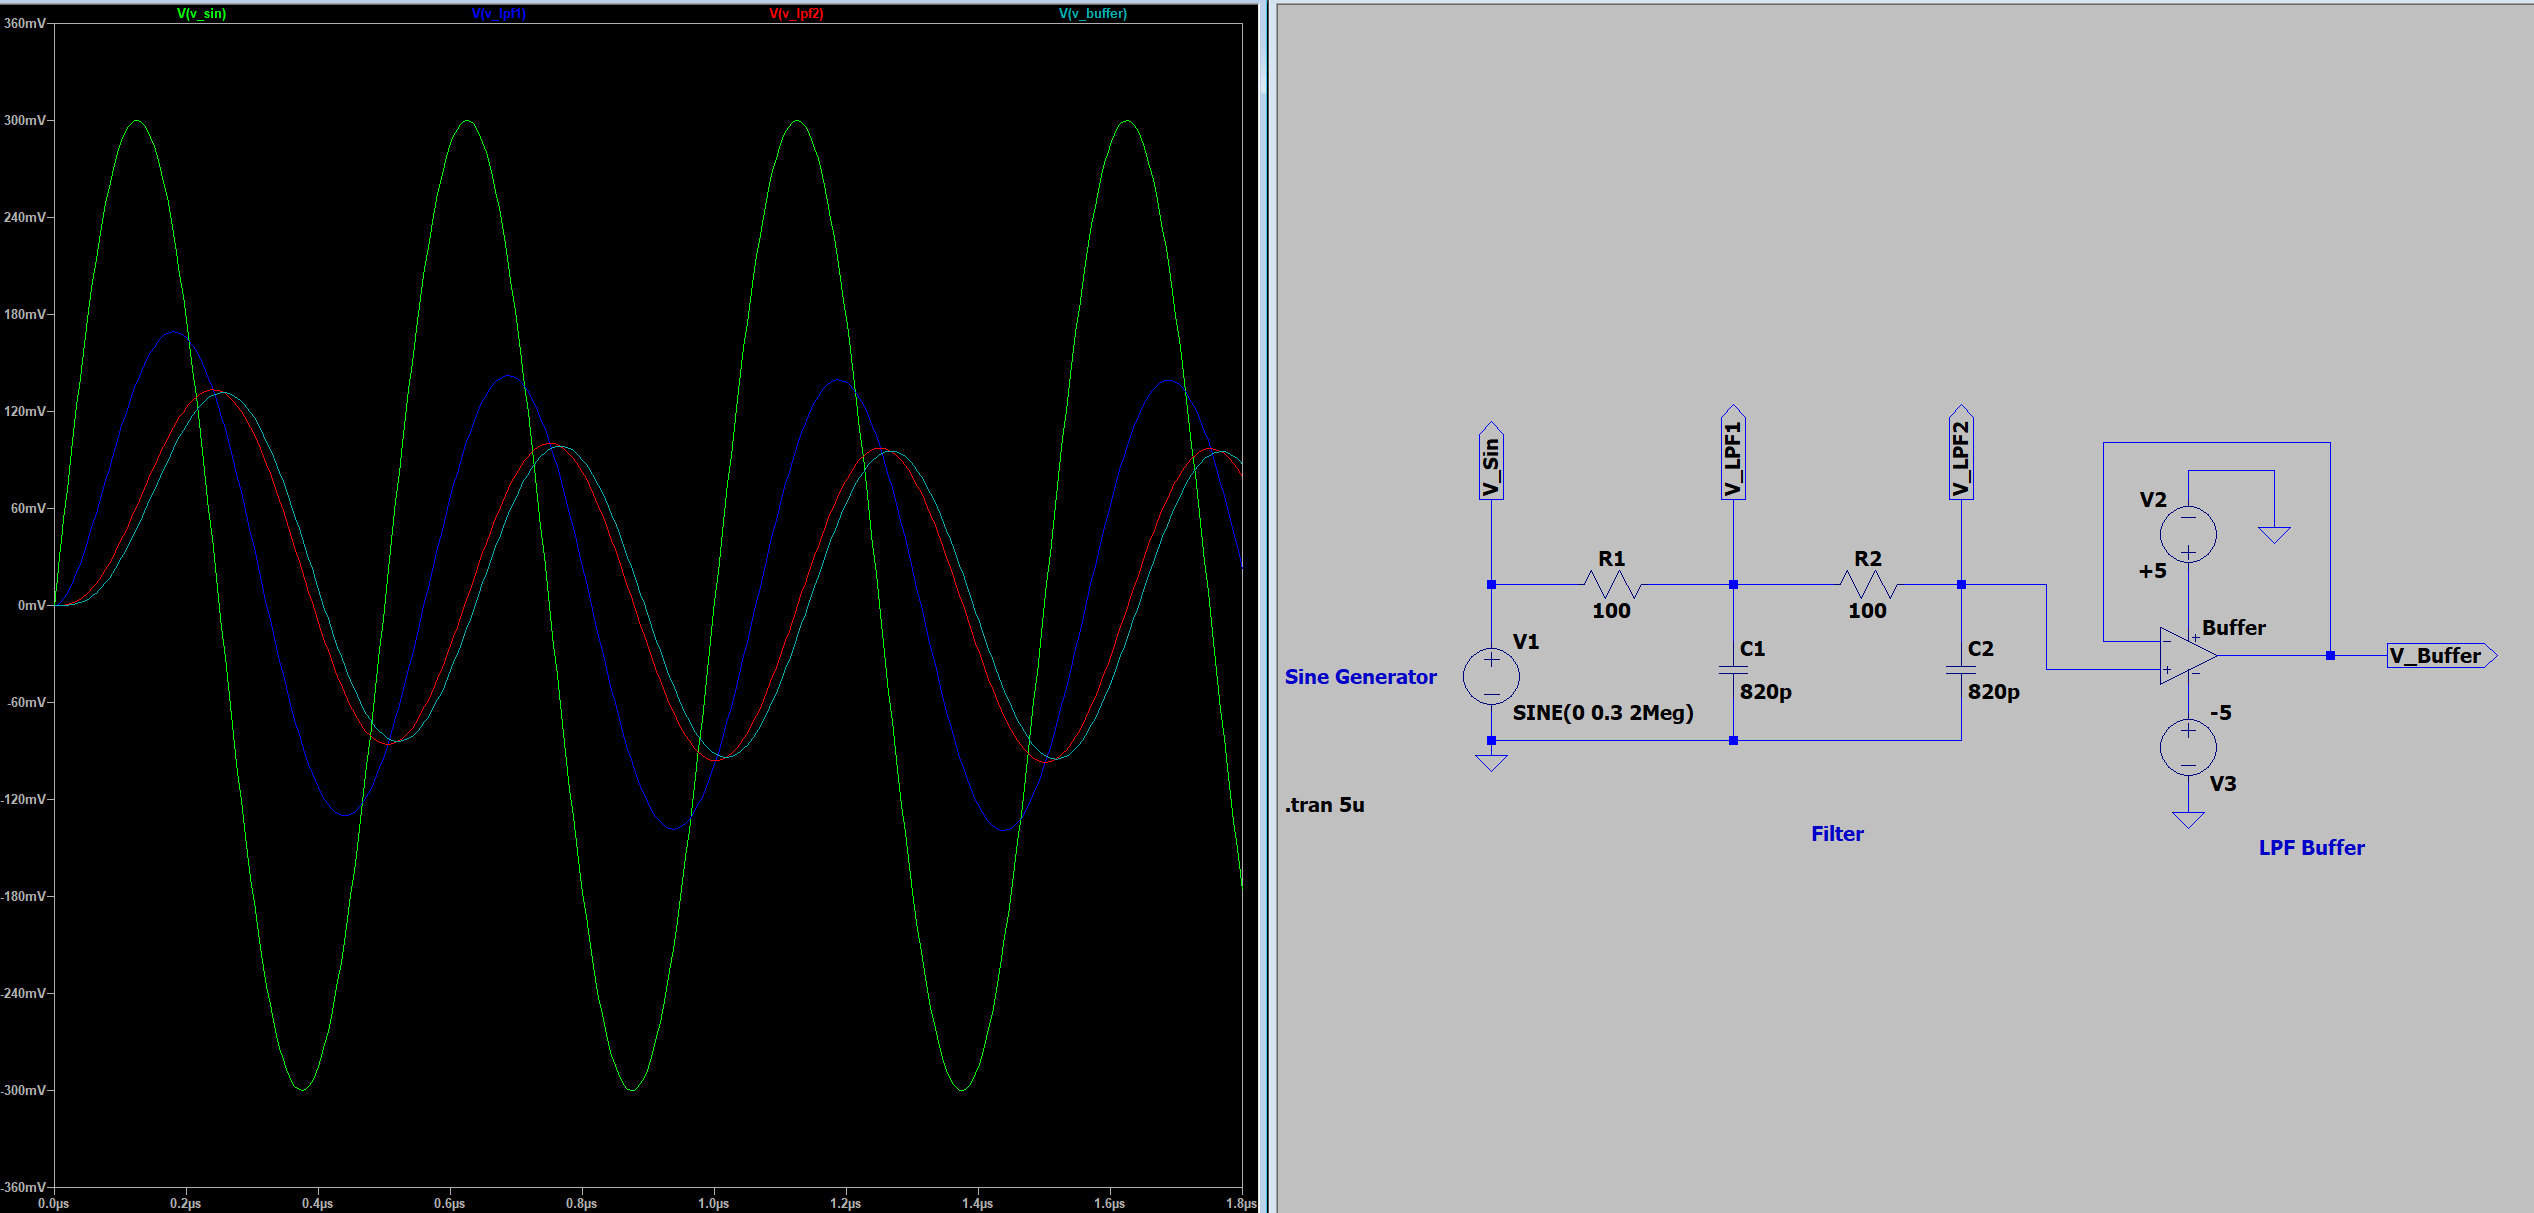 V(v_sin) V(v_lpf1) V(v_lpf2) V(v_buffer)
360mV
300mV
240mV
180mV
120mV
60mV
0mV
-60mV
-120mV
-180mV
-240mV
-300mV
-360mV
0.0µs 0.2µs 0.4µs 0.6µs 0.8µs 1.0µs 1.2µs 1.4µs 1.6µs 1.8µs
V_Sin
V_LPF1
V_LPF2
R1
100
R2
100
V1
SINE(0 0.3 2Meg)
C1
820p
C2
820p
Sine Generator
.tran 5u
Filter
V2
+5
Buffer
V_Buffer
-5
V3
LPF Buffer